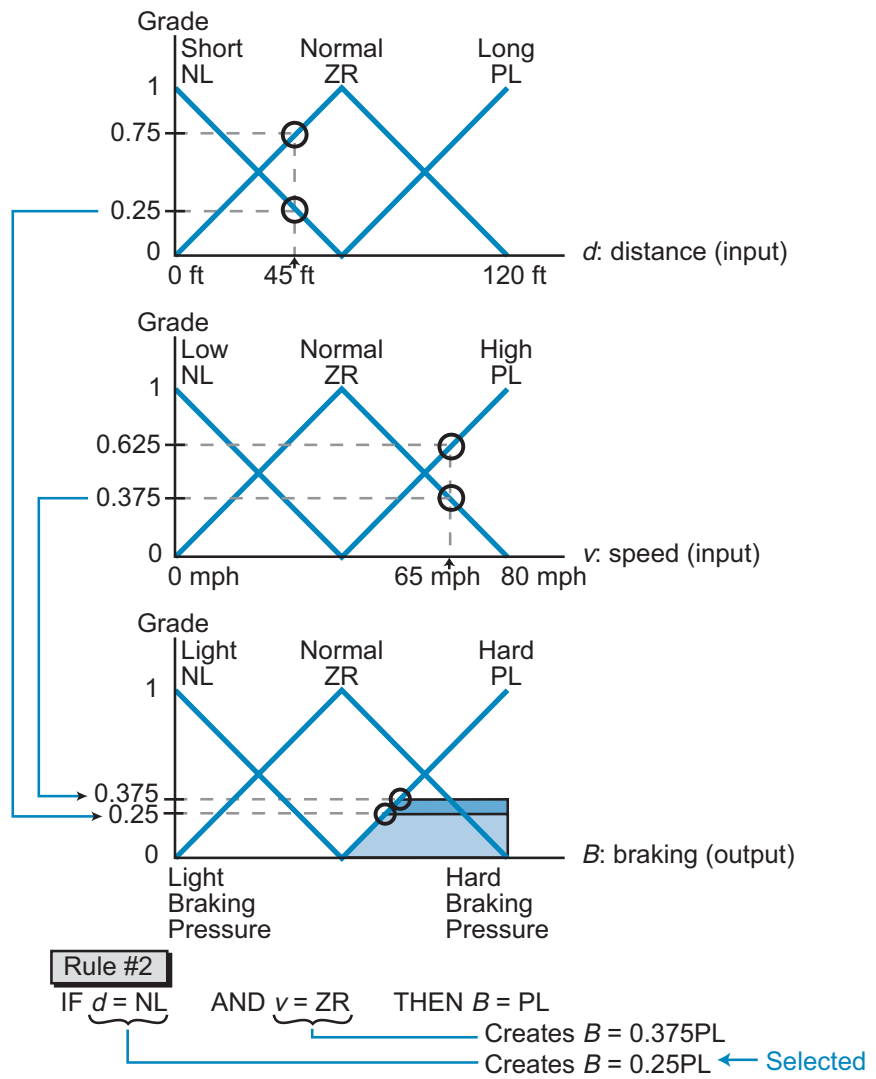 Grade
Short Normal Long
NL ZR PL
1
0.75
0.25
0
d: distance (input)
0 ft 45 ft 120 ft
Grade
Low Normal High
NL ZR PL
1
0.625
0.375
0
v: speed (input)
0 mph 65 mph 80 mph
Grade
Light Normal Hard
NL ZR PL
1
0.375
0.25
0
B: braking (output)
Light Hard
Braking Braking
Pressure Pressure
Rule #2
IF d = NL AND v = ZR THEN B = PL
Creates B = 0.375PL
Creates B = 0.25PL Selected